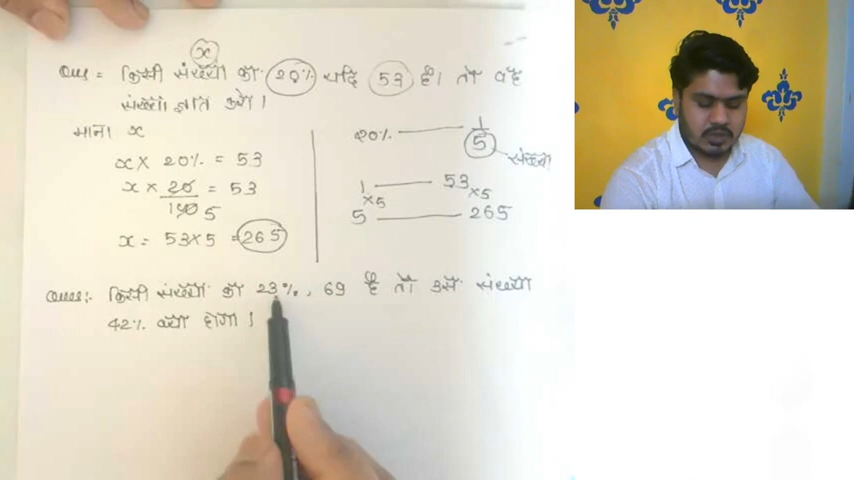 x
Que = किसी संख्या का 20% यदि 53 है। तो वह
संख्या ज्ञात करो।
माना x
x × 20% = 53
x × 20/100 = 53
5
x = 53×5 = 265
20% — 1/5
संख्या
1 — 53
×5 ×5
5 — 265
Ques: किसी संख्या का 23%, 69 है तो उस संख्या
42% क्या होगा।